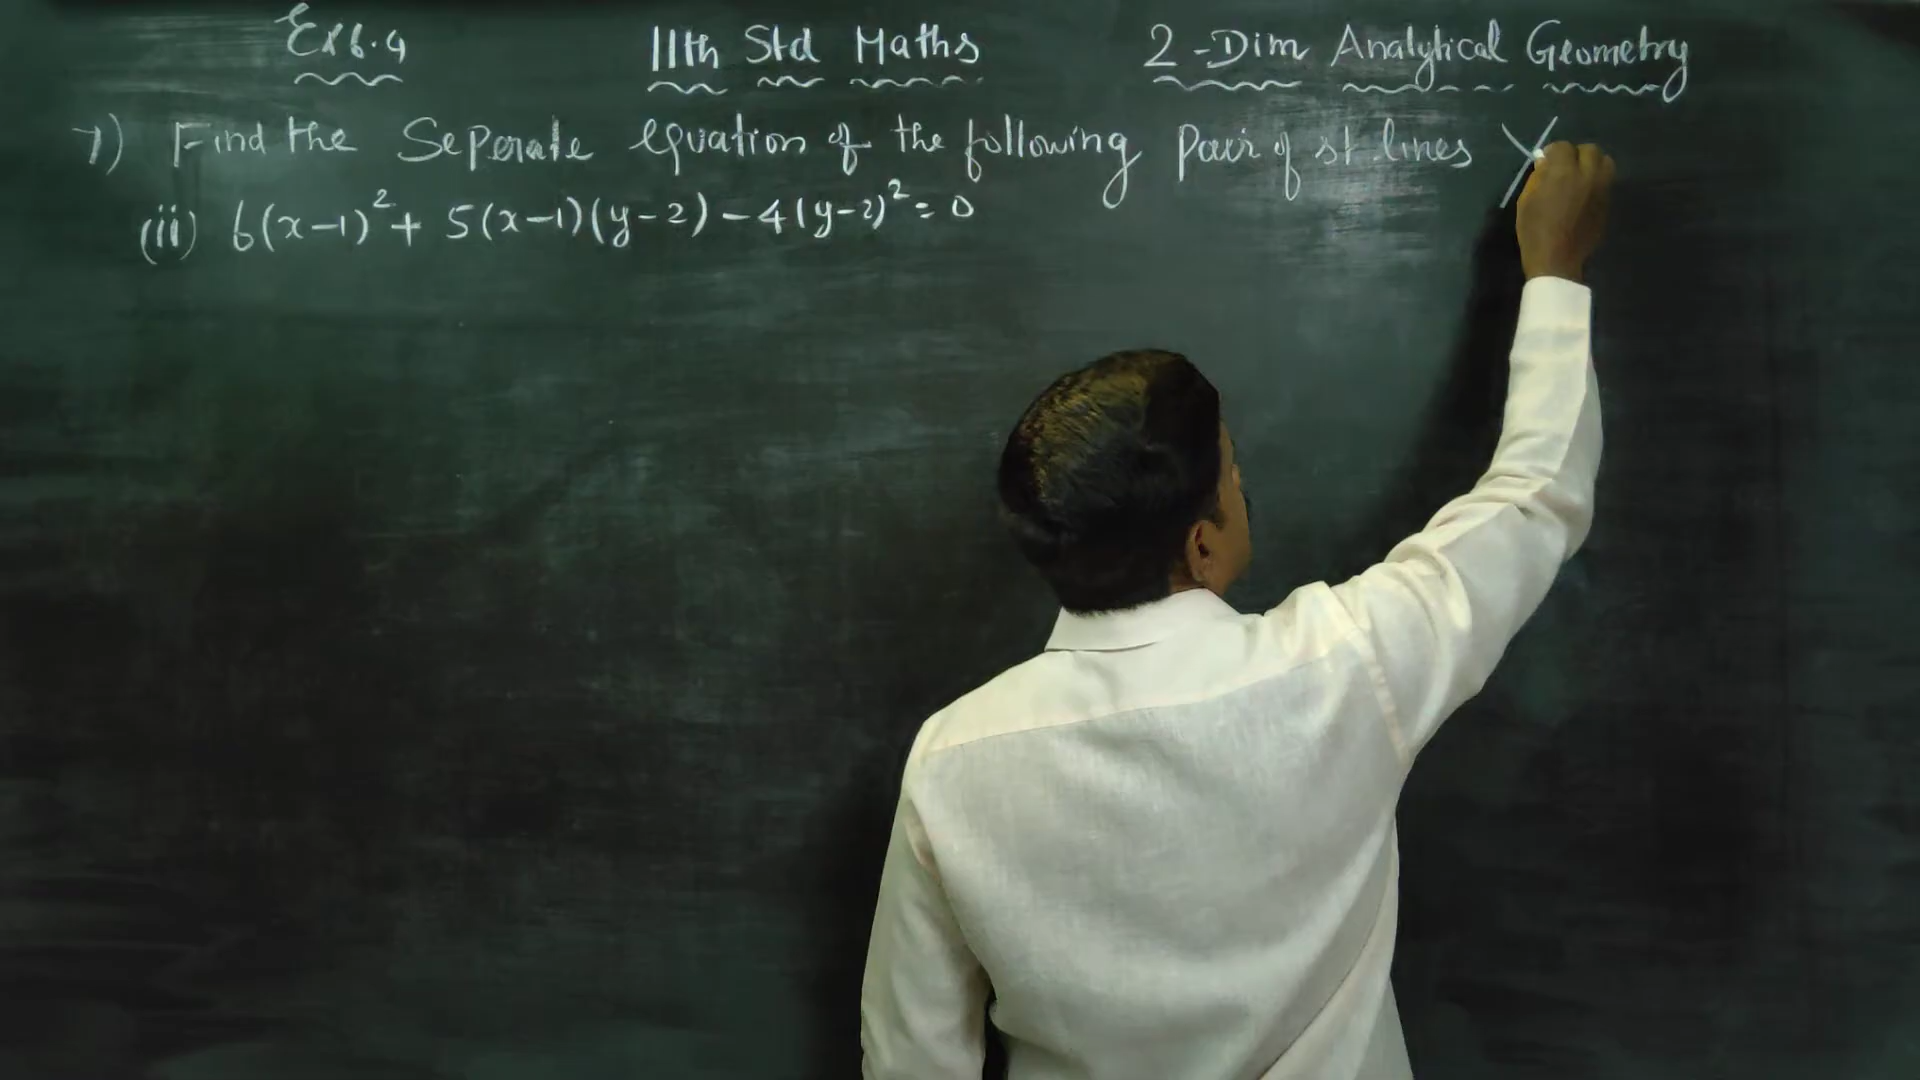 Ex 6.4 11th Std Maths 2-Dim Analytical Geometry
7) Find the Seperate equation of the following pair of st lines
(ii) 6(x-1)²+ 5(x-1)(y-2) -4(y-2)² = 0